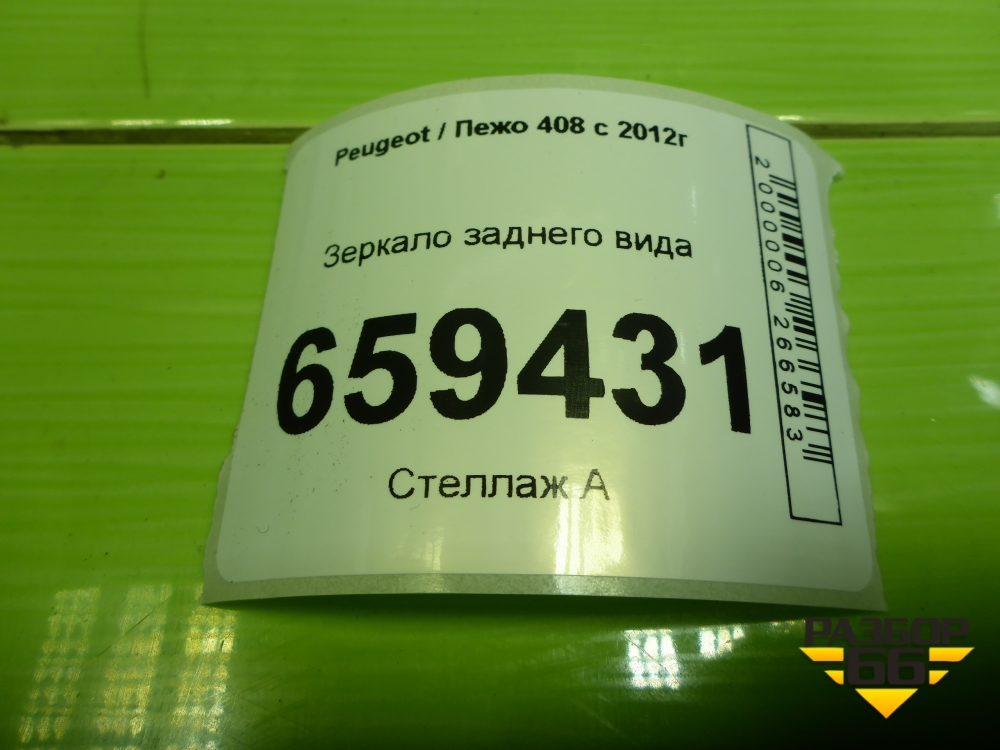 Peugeot / Пежо 408 с 2012г
Зеркало заднего вида
659431
Стеллаж А
2000006266583
РАЗБОР
66